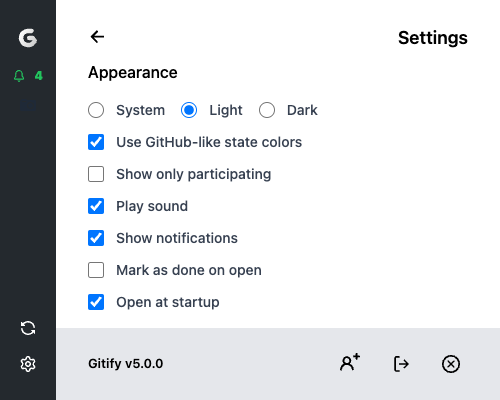 Settings
4
Appearance
System Light Dark
Use GitHub-like state colors
Show only participating
Play sound
Show notifications
Mark as done on open
Open at startup
Gitify v5.0.0